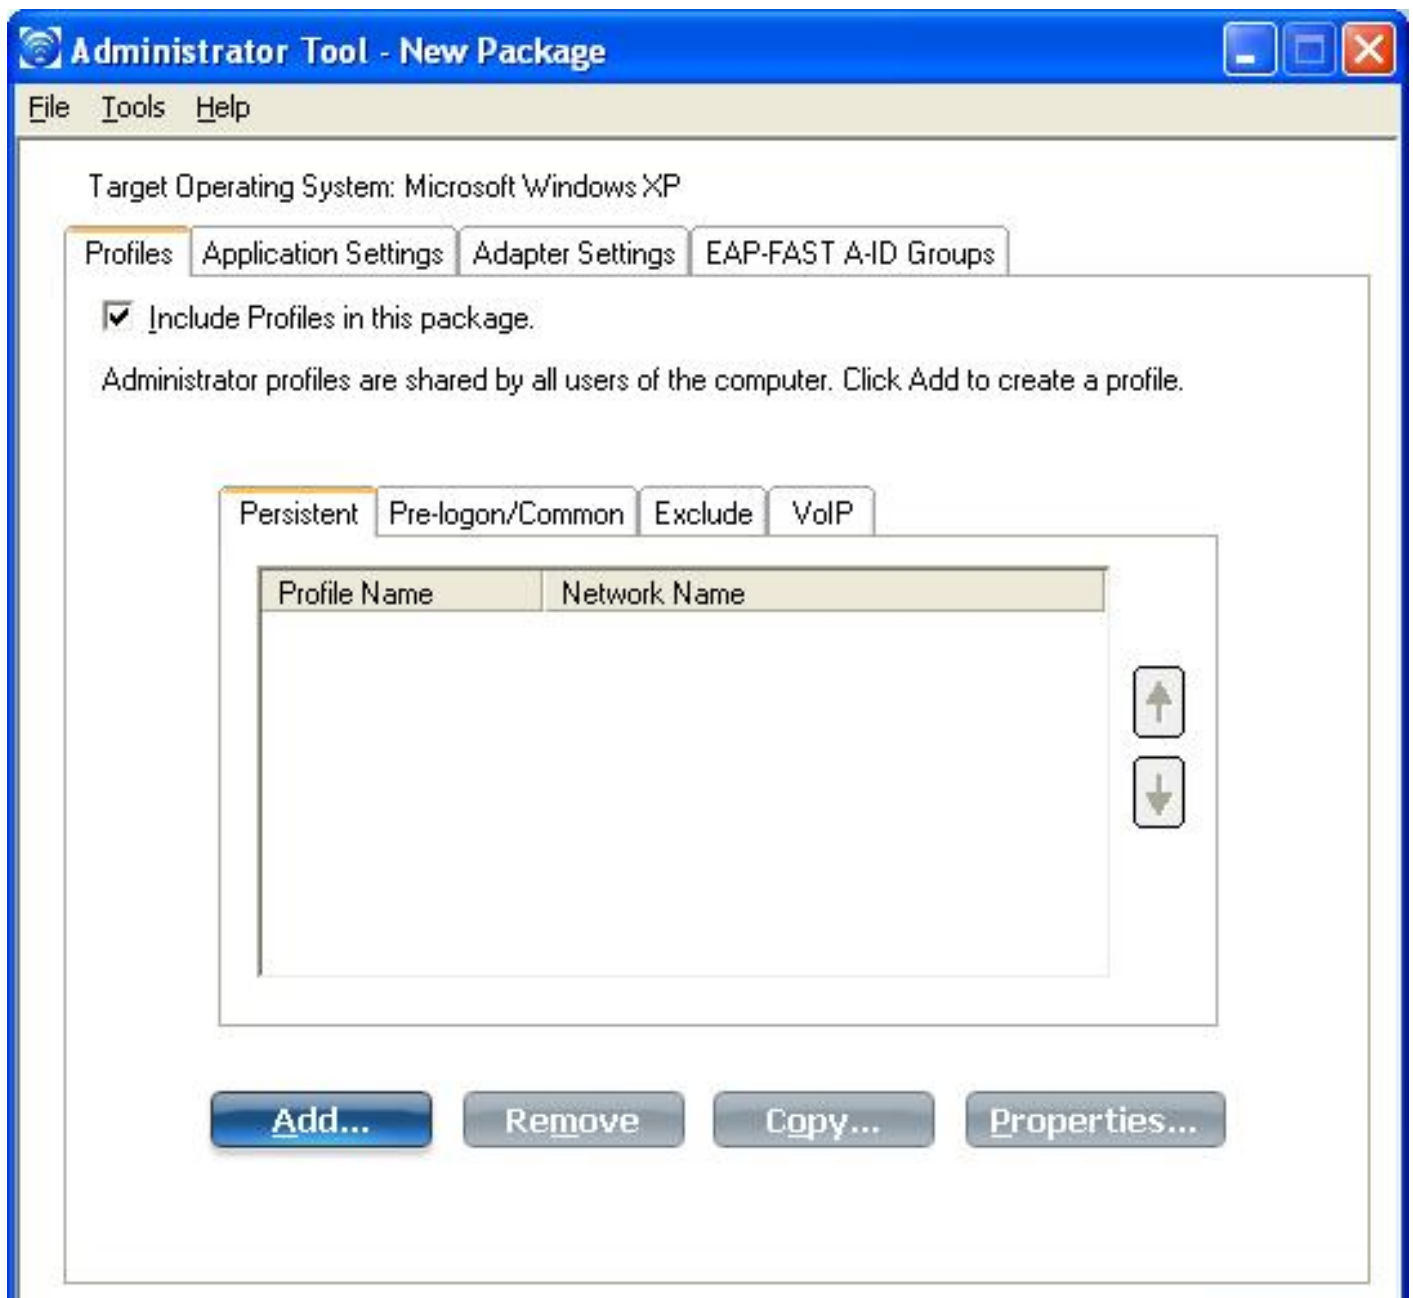 Administrator Tool - New Package
File Tools Help
Target Operating System: Microsoft Windows XP
Profiles Application Settings Adapter Settings EAP-FAST A-ID Groups
Include Profiles in this package.
Administrator profiles are shared by all users of the computer. Click Add to create a profile.
Persistent Pre-logon/Common Exclude VoIP
Profile Name Network Name
Add... Remove Copy... Properties...